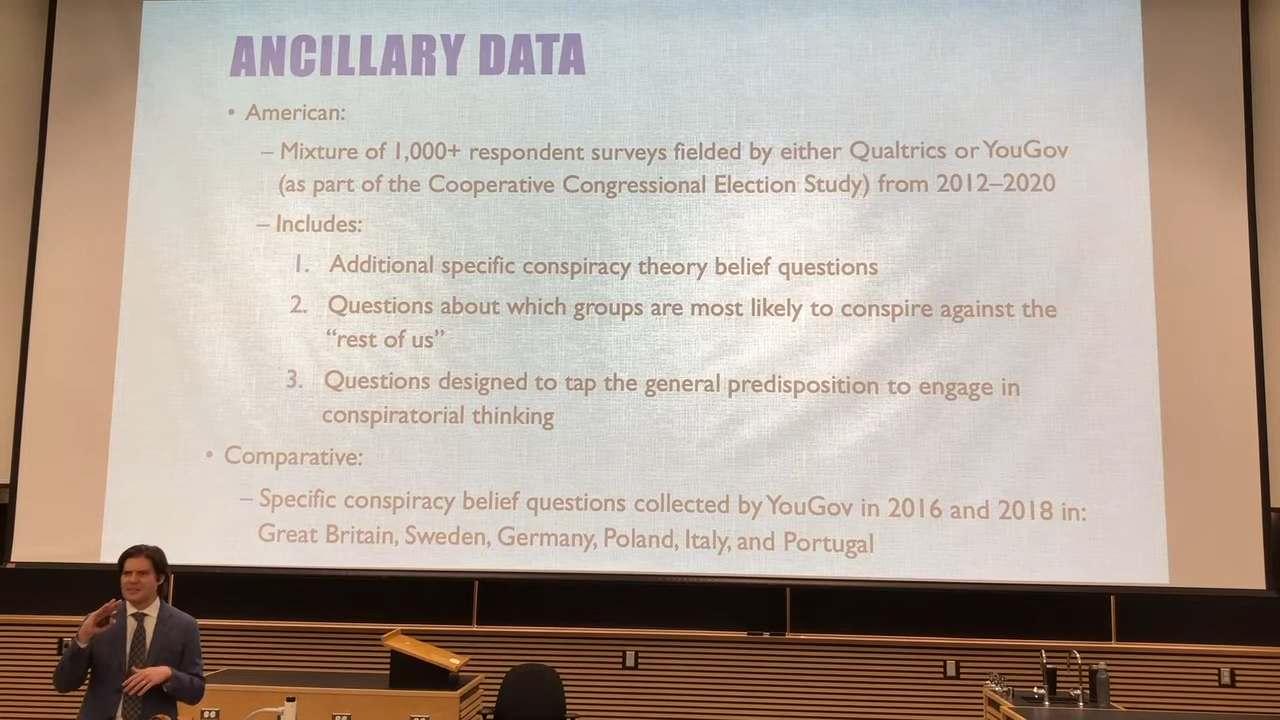 ANCILLARY DATA
• American:
– Mixture of 1,000+ respondent surveys fielded by either Qualtrics or YouGov
(as part of the Cooperative Congressional Election Study) from 2012–2020
– Includes:
1. Additional specific conspiracy theory belief questions
2. Questions about which groups are most likely to conspire against the
“rest of us”
3. Questions designed to tap the general predisposition to engage in
conspiratorial thinking
• Comparative:
– Specific conspiracy belief questions collected by YouGov in 2016 and 2018 in:
Great Britain, Sweden, Germany, Poland, Italy, and Portugal